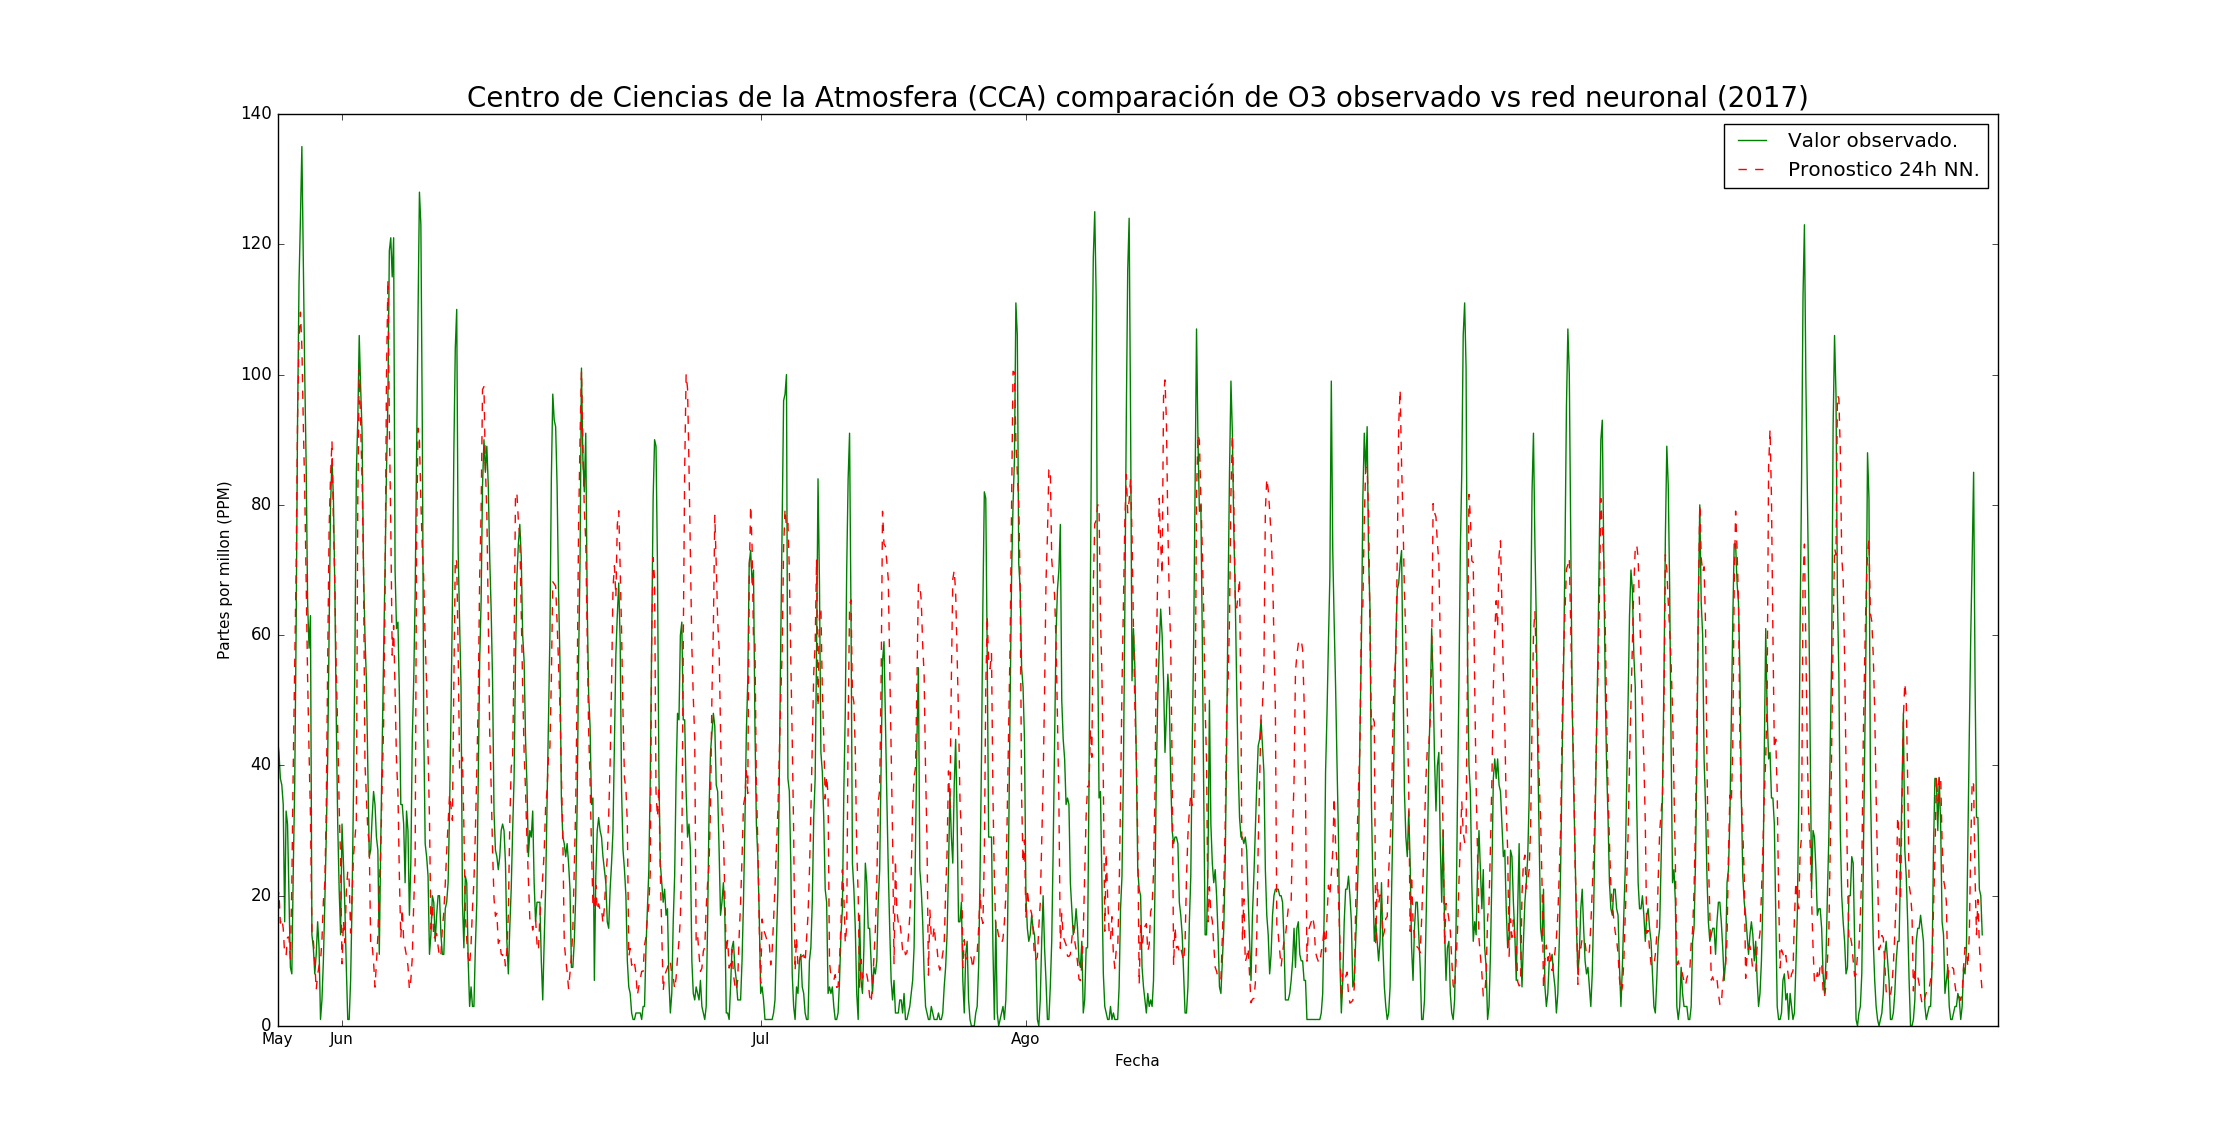 Centro de Ciencias de la Atmosfera (CCA) comparación de O3 observado vs red neuronal (2017)
140
120
100
80
60
40
20
0
Partes por millon (PPM)
Valor observado.
Pronostico 24h NN.
May
Jun
Jul
Ago
Fecha